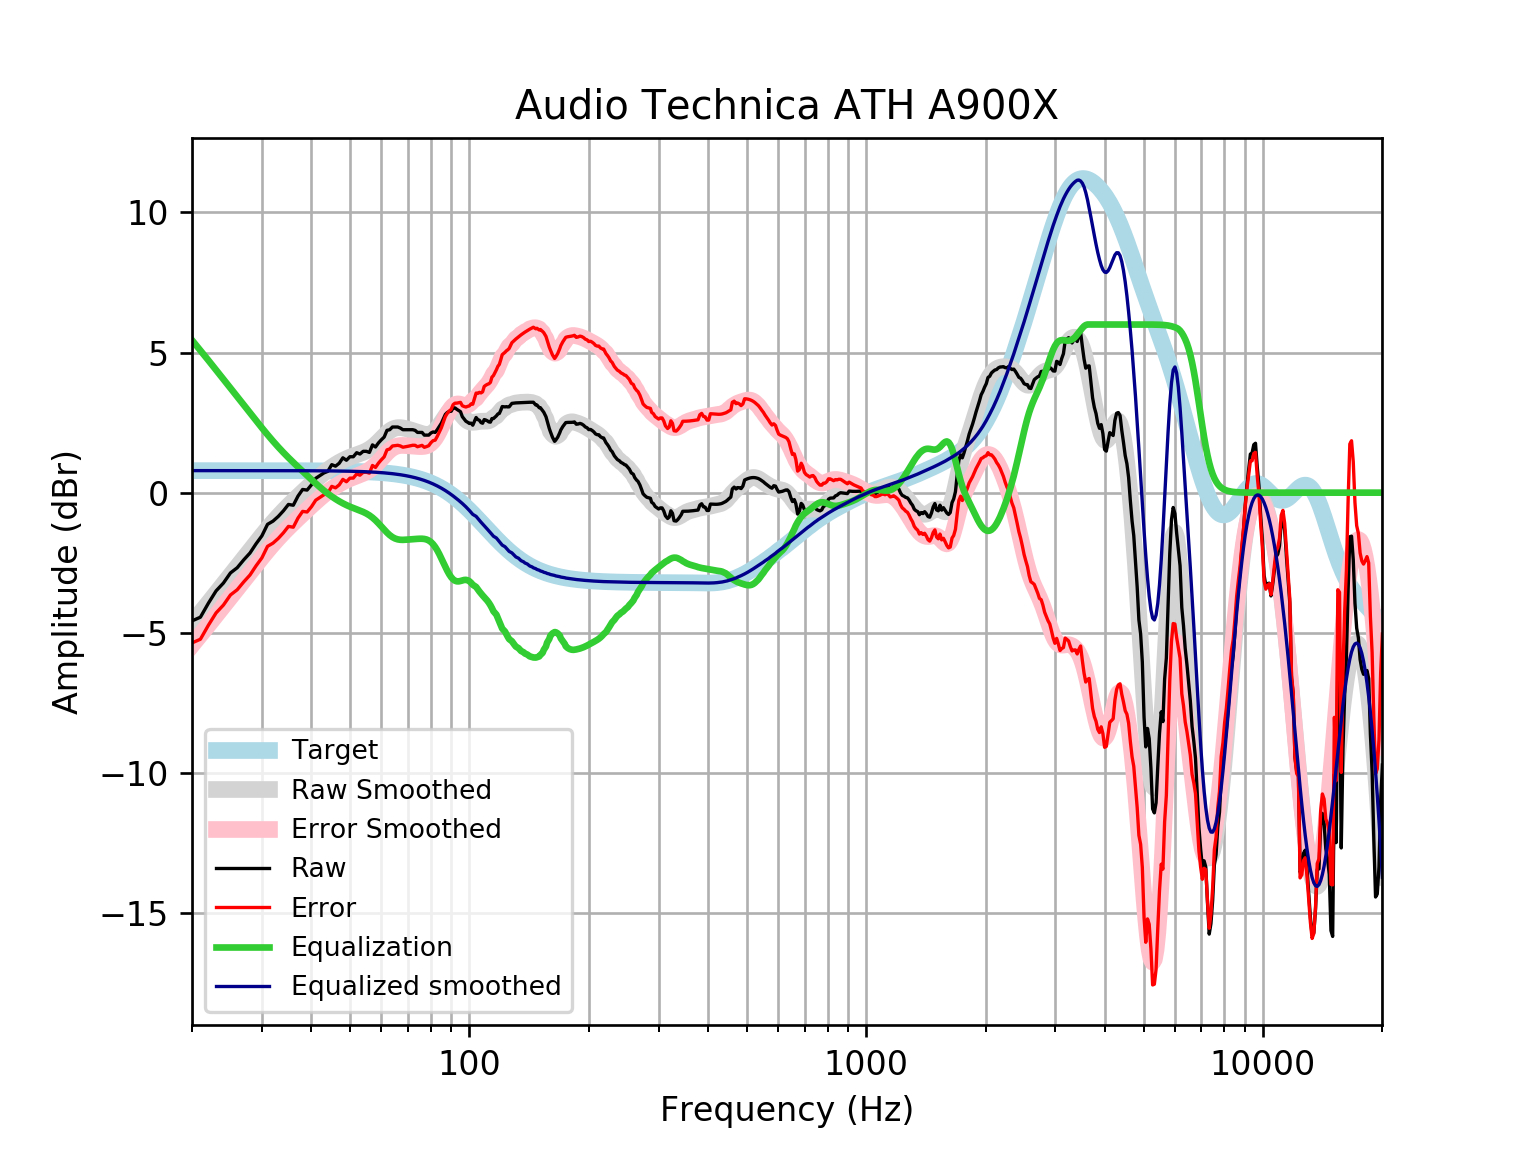 Audio Technica ATH A900X
Amplitude (dBr)
10
5
0
−5
−10
−15
Target
Raw Smoothed
Error Smoothed
Raw
Error
Equalization
Equalized smoothed
100
1000
10000
Frequency (Hz)